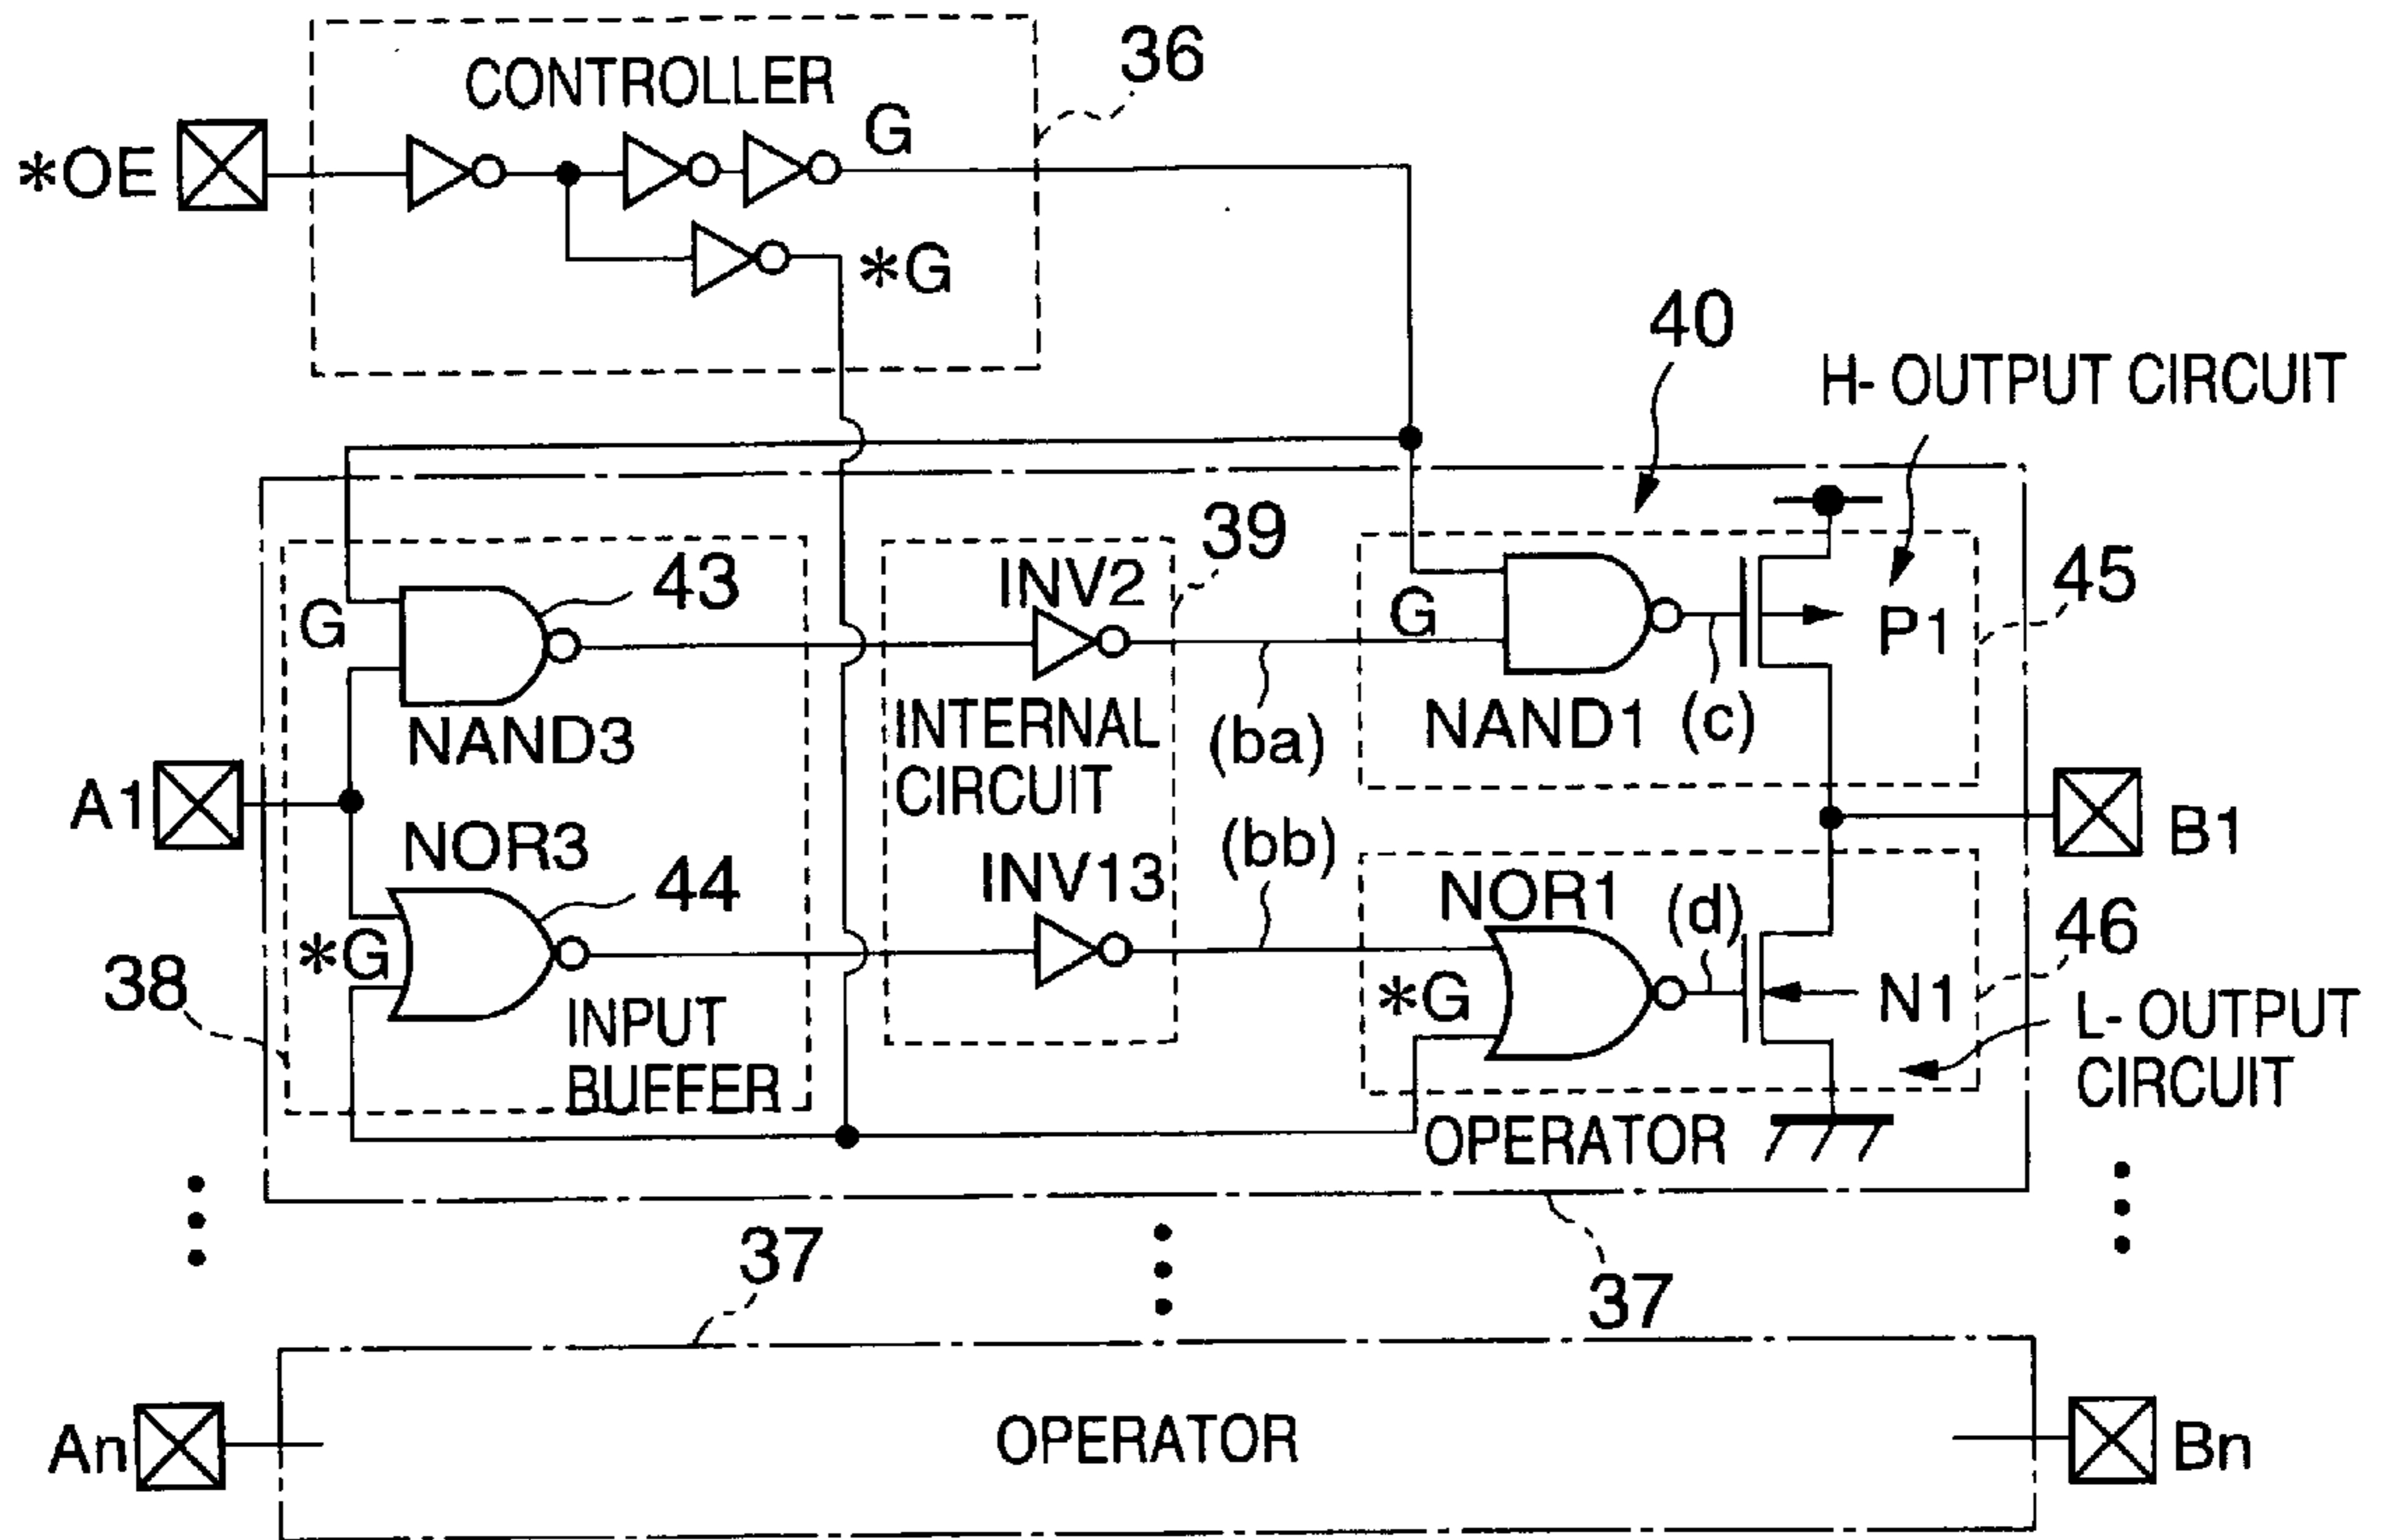 CONTROLLER
36
*OE
G
*G
40
H- OUTPUT CIRCUIT
39
43
INV2
45
G
G
P1
NAND3
INTERNAL
CIRCUIT
(ba)
NAND1
(c)
A1
NOR3
(bb)
B1
44
INV13
NOR1
(d)
46
*G
38
INPUT
BUFFER
*G
N1
L- OUTPUT
CIRCUIT
OPERATOR
37
37
An
OPERATOR
Bn